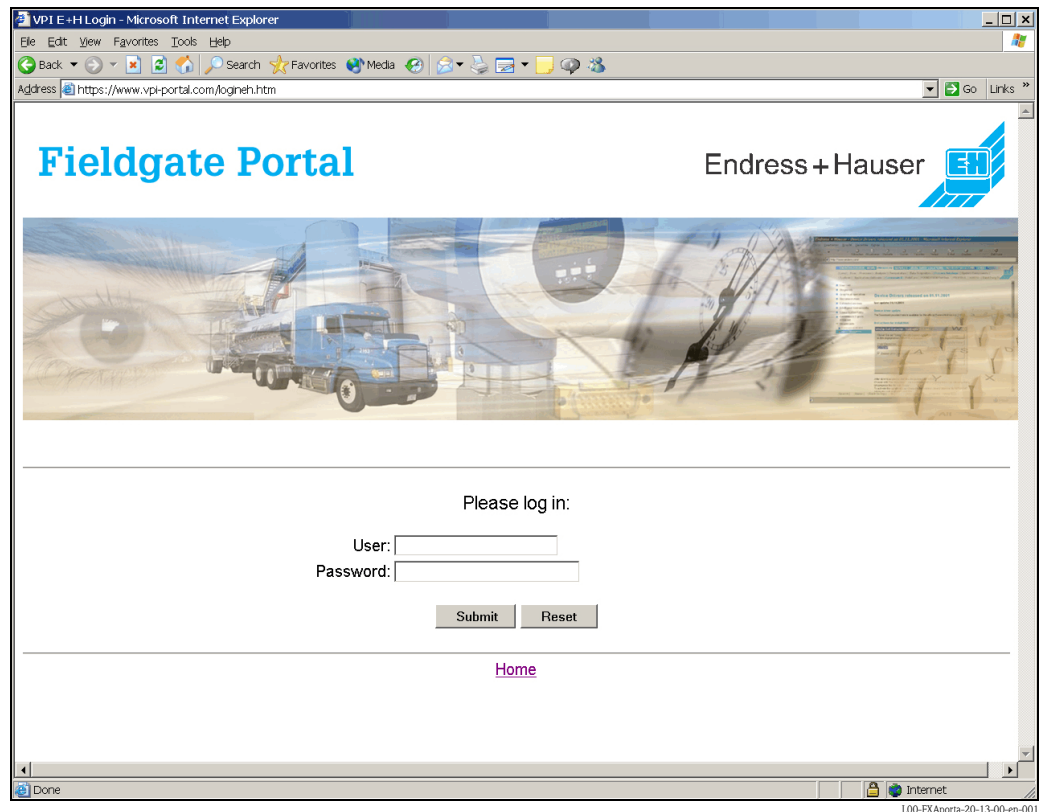 VPI E+H Login - Microsoft Internet Explorer
File Edit View Favorites Tools Help
Back Search Favorites Media
Address https://www.vpi-portal.com/logineh.htm Go Links »
Fieldgate Portal
Endress+Hauser
EH
Please log in:
User:
Password:
Submit Reset
Home
Done Internet
L00-FXAporta-20-13-00-en-001